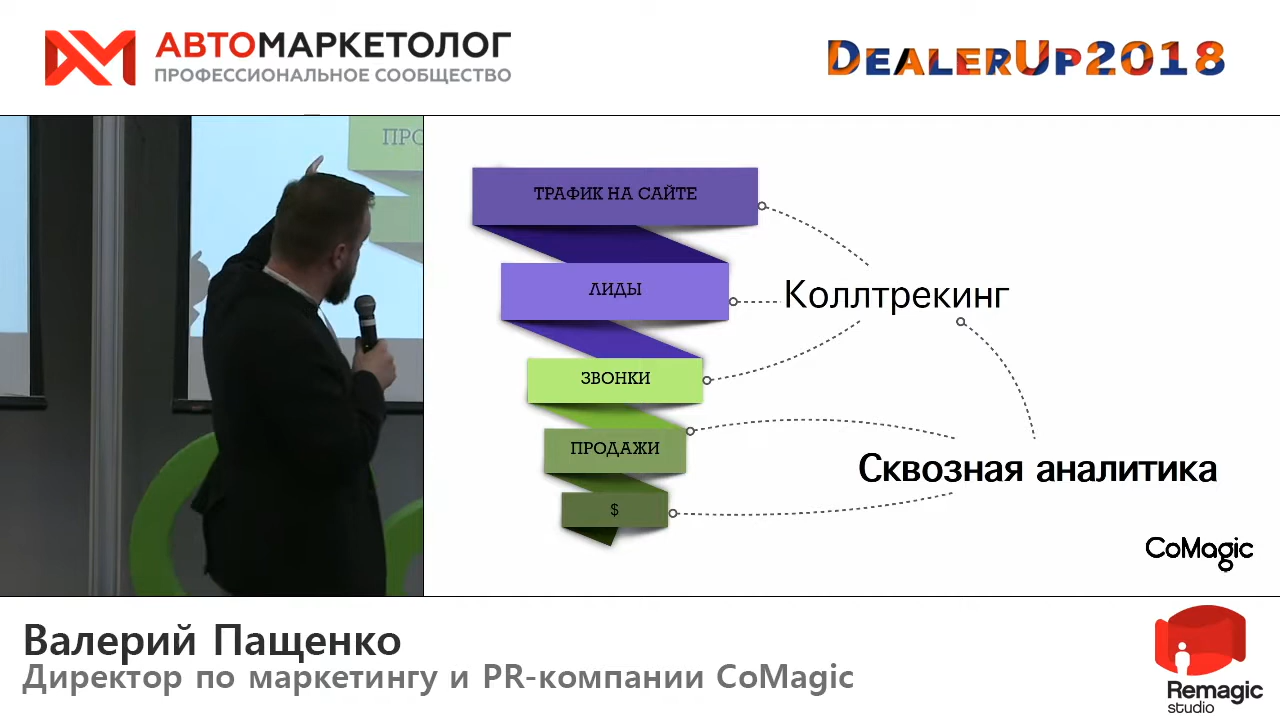 АВТОМАРКЕТОЛОГ
ПРОФЕССИОНАЛЬНОЕ СООБЩЕСТВО
DEALERUP2018
ПРО
ТРАФИК НА САЙТЕ
ЛИДЫ
Коллтрекинг
ЗВОНКИ
ПРОДАЖИ
Сквозная аналитика
$
CoMagic
Валерий Пащенко
Директор по маркетингу и PR-компании CoMagic
Remagic
studio